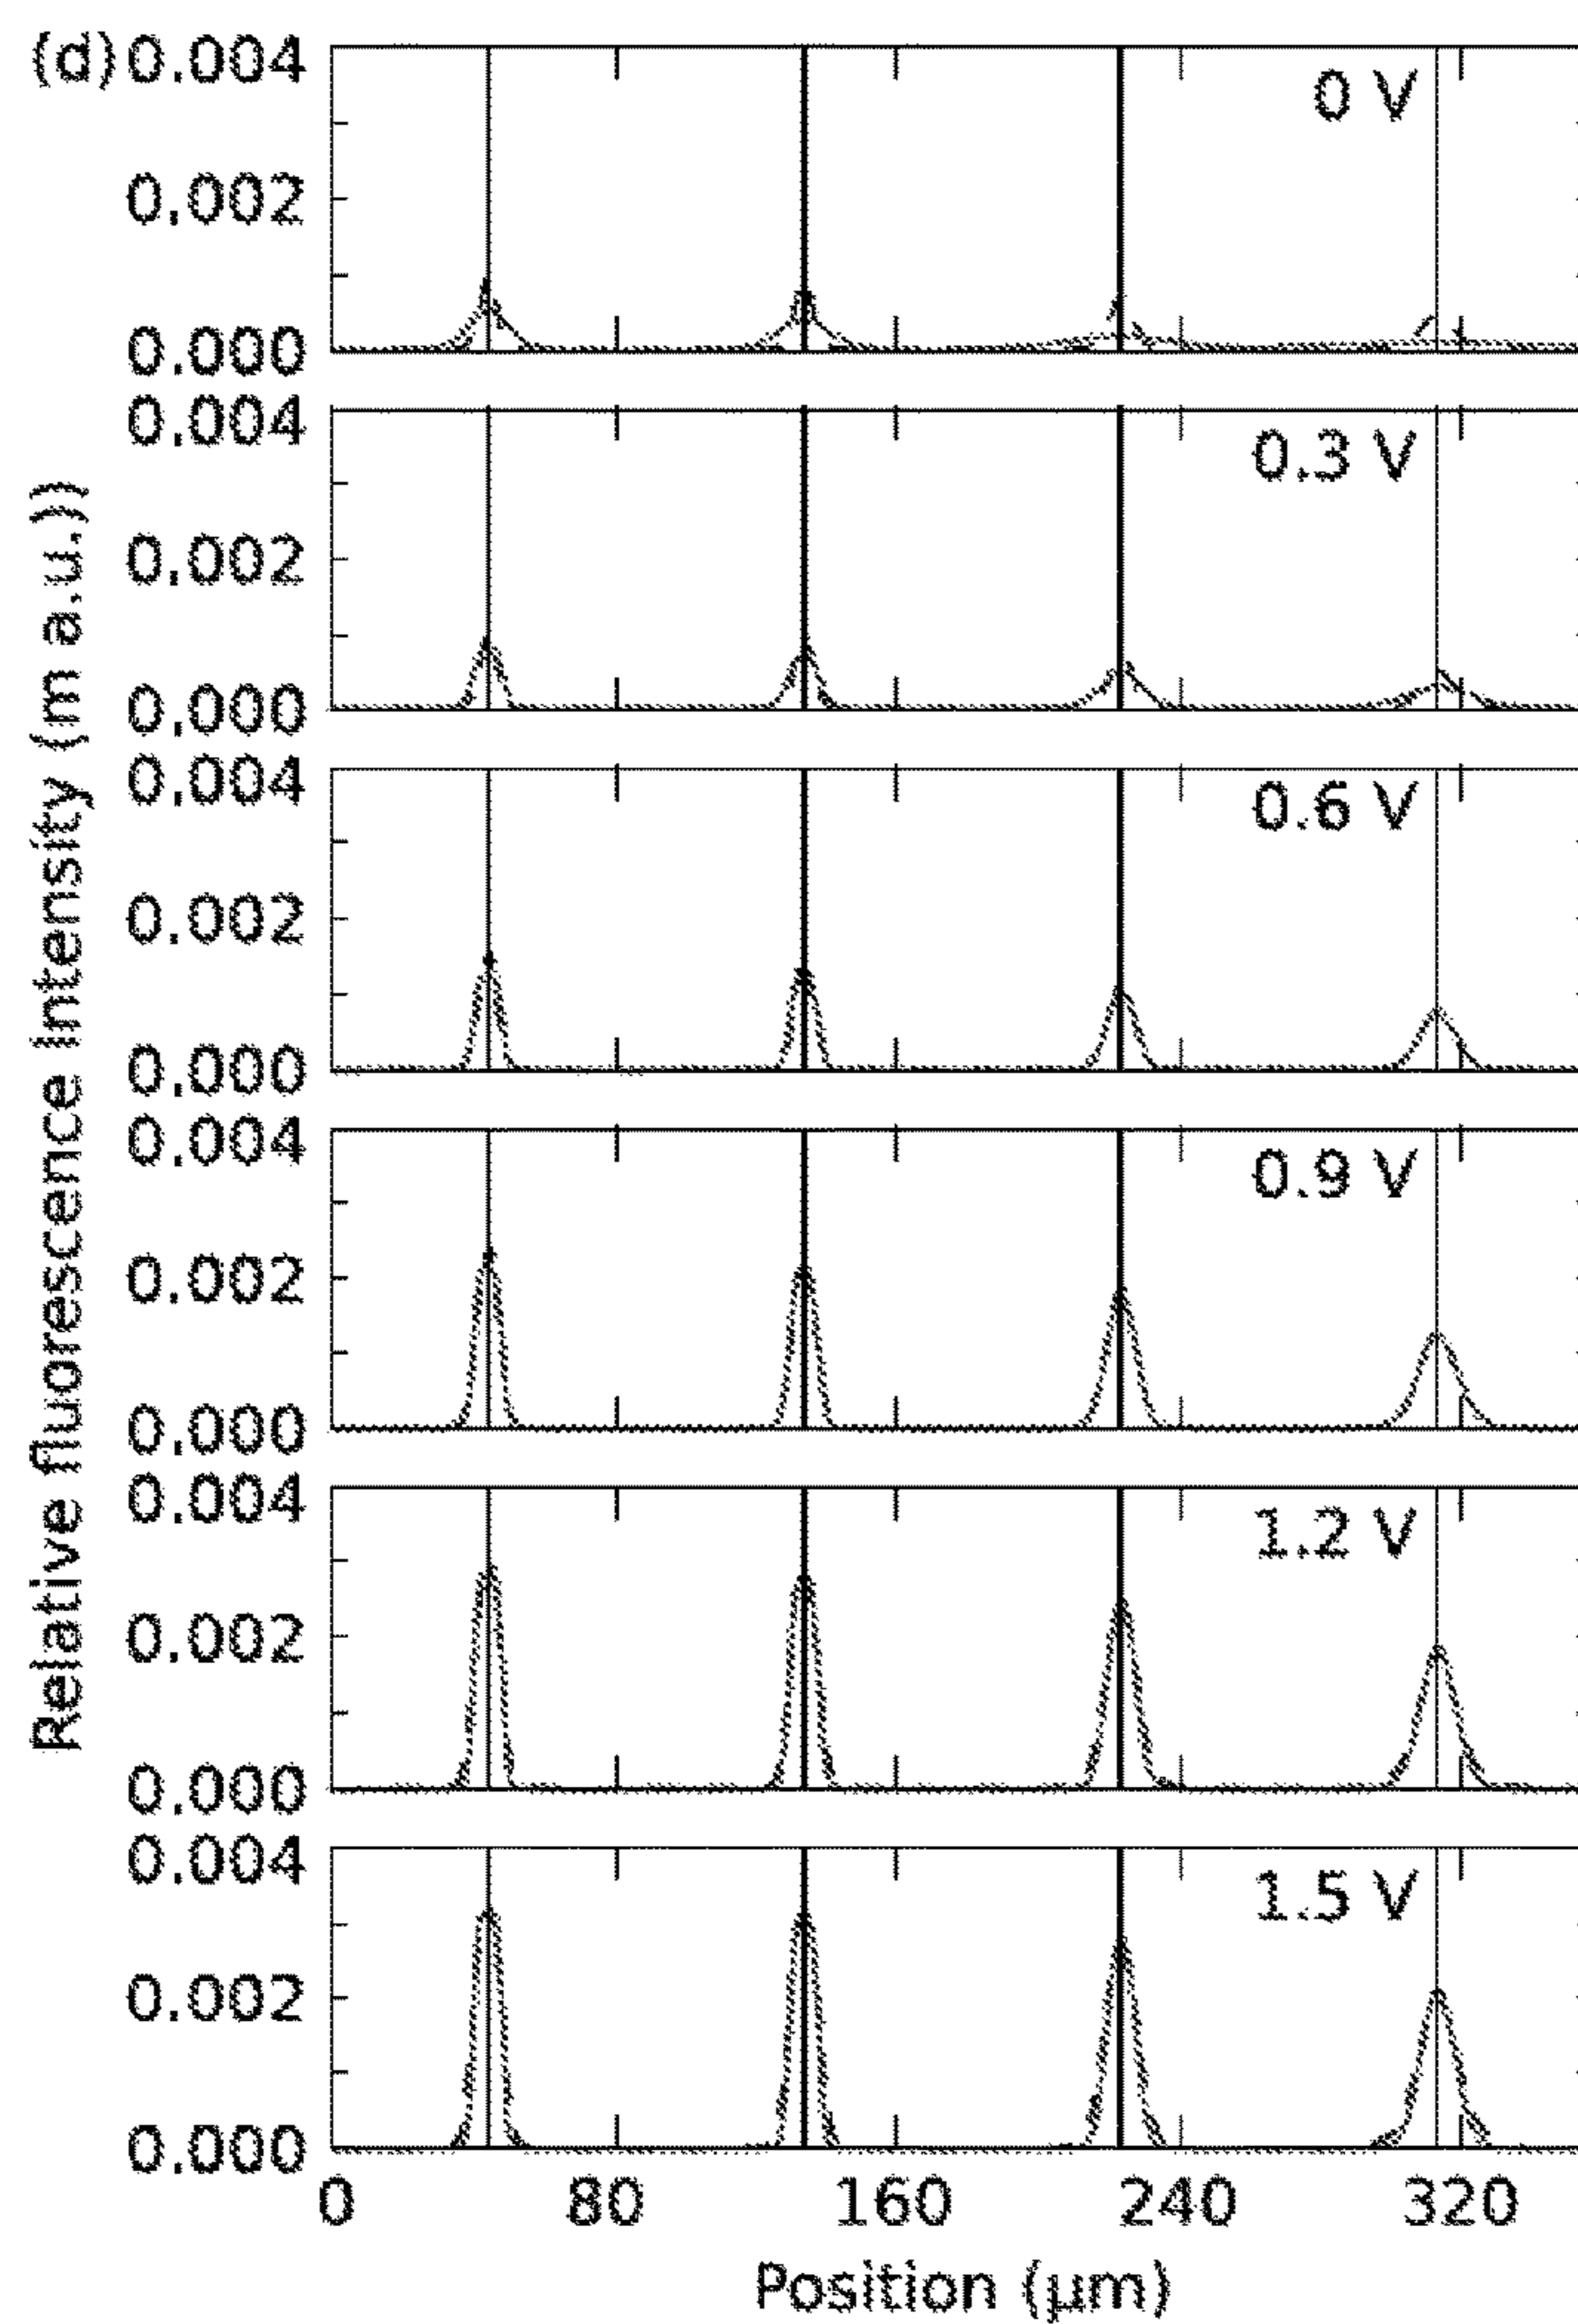 (d) 0.004
0 V
0.002
0.000
0.004
0.3 V
0.002
0.000
0.004
0.6 V
0.002
0.000
0.004
0.9 V
0.002
0.000
0.004
1.2 V
0.002
0.000
0.004
1.5 V
0.002
0.000
0 80 160 240 320
Position (μm)
Relative fluorescence intensity (m a.u.))